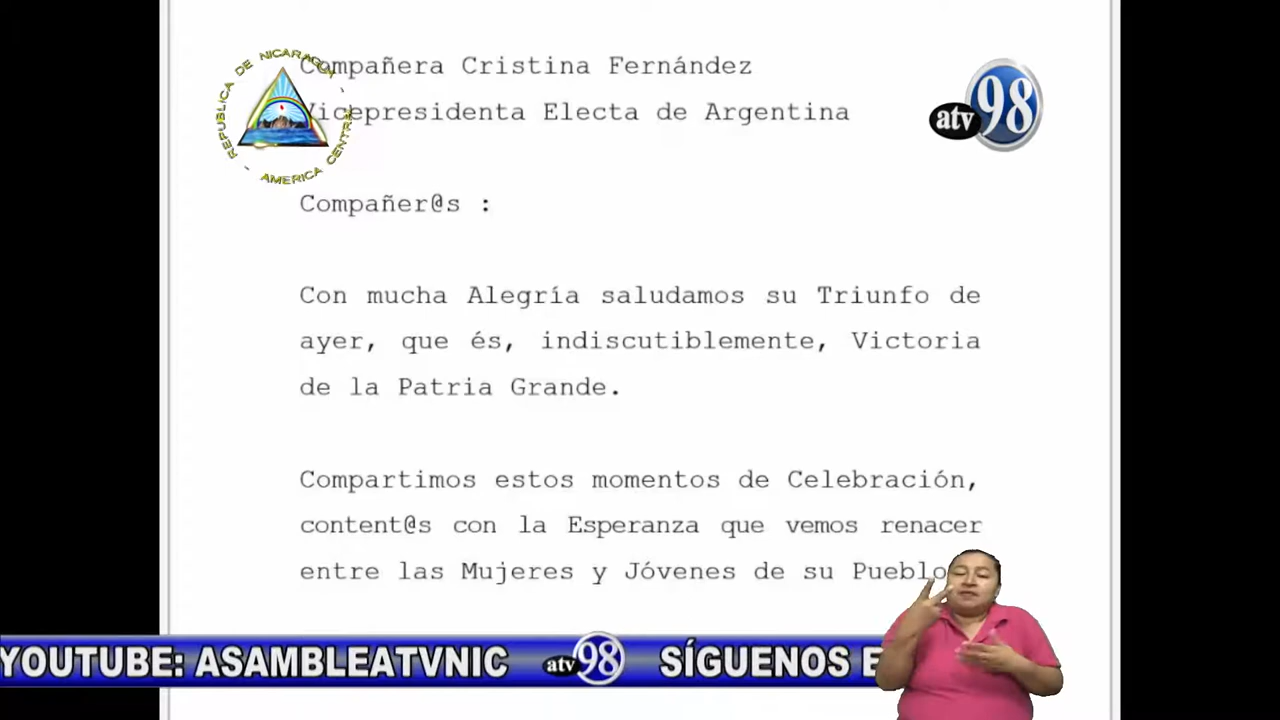 Compañera Cristina Fernández
Vicepresidenta Electa de Argentina
REPUBLICA DE NICARAGUA - AMERICA CENTRAL -
atv 98
Compañer@s :
Con mucha Alegría saludamos su Triunfo de
ayer, que és, indiscutiblemente, Victoria
de la Patria Grande.
Compartimos estos momentos de Celebración,
content@s con la Esperanza que vemos renacer
entre las Mujeres y Jóvenes de su Pueblo
YOUTUBE: ASAMBLEATVNIC atv 98 SÍGUENOS E